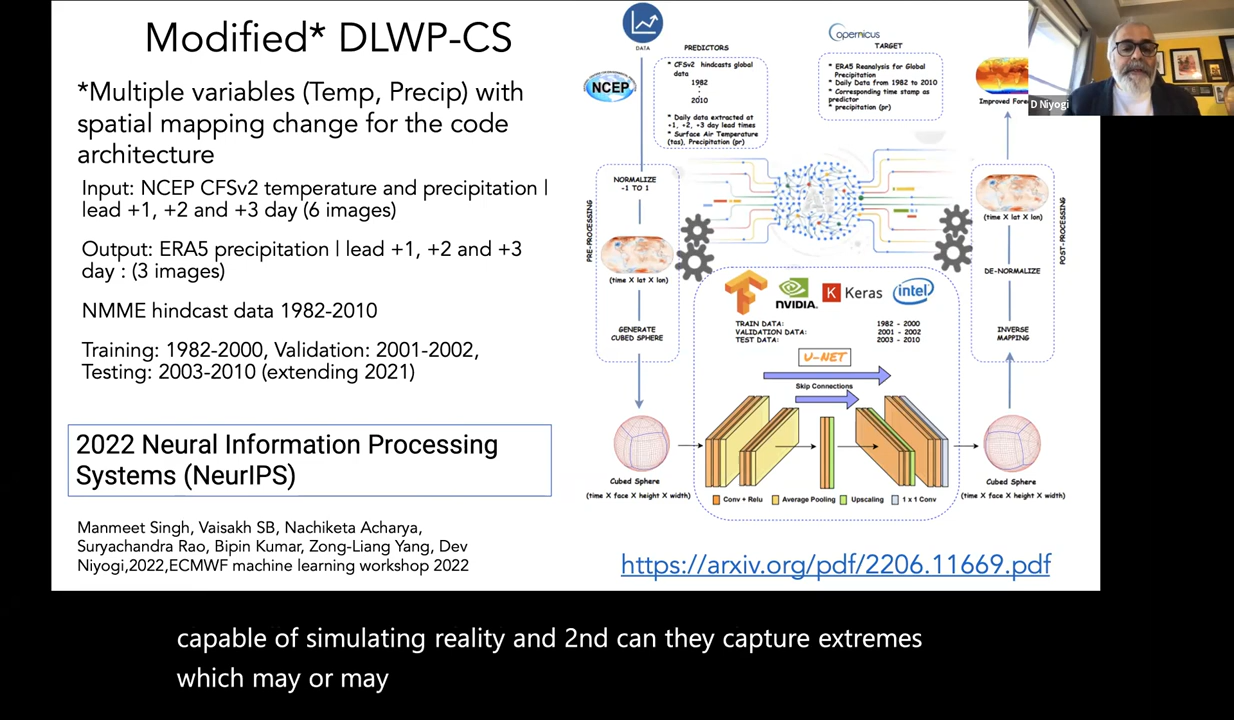 Modified* DLWP-CS
*Multiple variables (Temp, Precip) with
spatial mapping change for the code
architecture
Input: NCEP CFSv2 temperature and precipitation |
lead +1, +2 and +3 day (6 images)
Output: ERA5 precipitation | lead +1, +2 and +3
day : (3 images)
NMME hindcast data 1982-2010
Training: 1982-2000, Validation: 2001-2002,
Testing: 2003-2010 (extending 2021)
2022 Neural Information Processing
Systems (NeurIPS)
Manmeet Singh, Vaisakh SB, Nachiketa Acharya,
Suryachandra Rao, Bipin Kumar, Zong-Liang Yang, Dev
Niyogi,2022,ECMWF machine learning workshop 2022
DATA
NCEP
PREDICTORS
* CFSv2 hindcasts global
data
1982
-
2010
* Daily data extracted at
+1, +2, +3 day lead times
* Surface Air Temperature
(tas), Precipitation (pr)
opernicus
TARGET
* ERA5 Reanalysis for Global
Precipitation
* Daily Data from 1982 to 2010
* Corresponding time stamp as
predictor
* precipitation (pr)
Improved Fore
D Niyogi
PRE-PROCESSING
NORMALIZE
-1 TO 1
(time X lat X lon)
GENERATE
CUBED SPHERE
AI
POST-PROCESSING
(time X lat X lon)
DE-NORMALIZE
INVERSE
MAPPING
NVIDIA.
K Keras
intel
TRAIN DATA: 1982 - 2000
VALIDATION DATA: 2001 - 2002
TEST DATA: 2003 - 2010
U-NET
Skip Connections
Cubed Sphere
(time X face X height X width)
Conv + Relu
Average Pooling
Upscaling
1 x 1 Conv
Cubed Sphere
(time X face X height X width)
https://arxiv.org/pdf/2206.11669.pdf
capable of simulating reality and 2nd can they capture extremes
which may or may